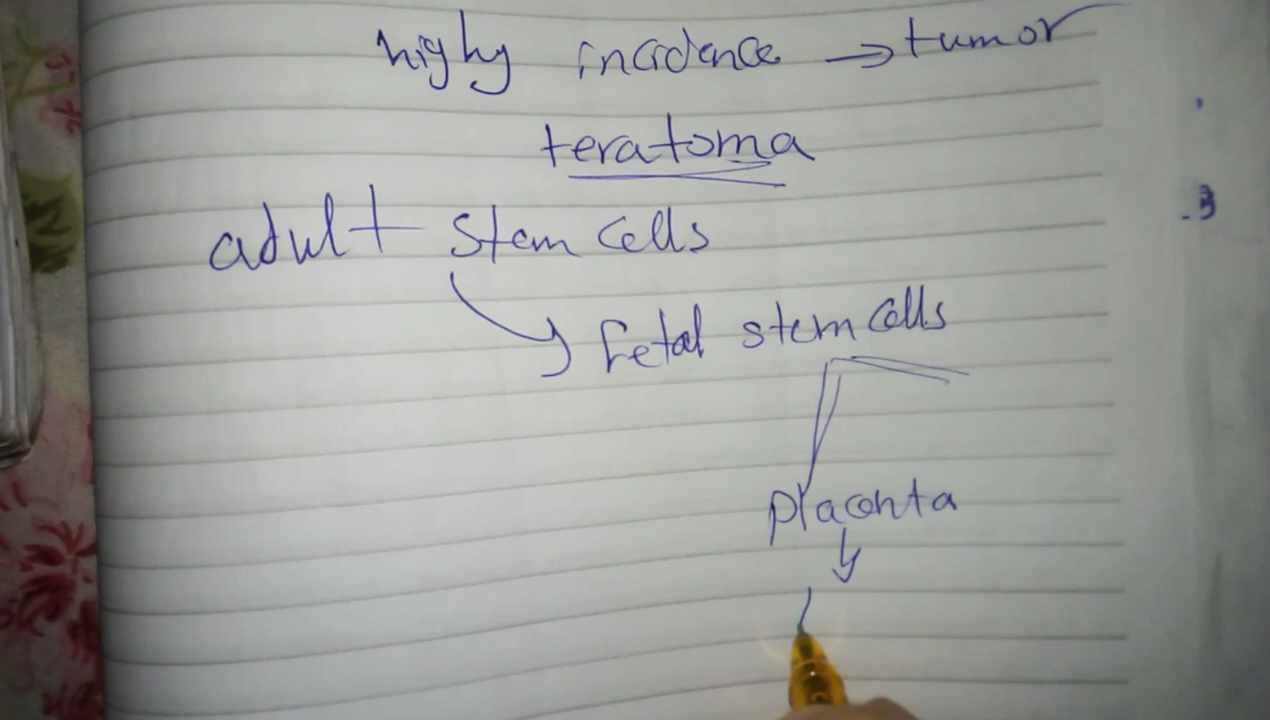 highy incidence → tumor
teratoma
adult stem cells
Fetal stem cells
Placenta